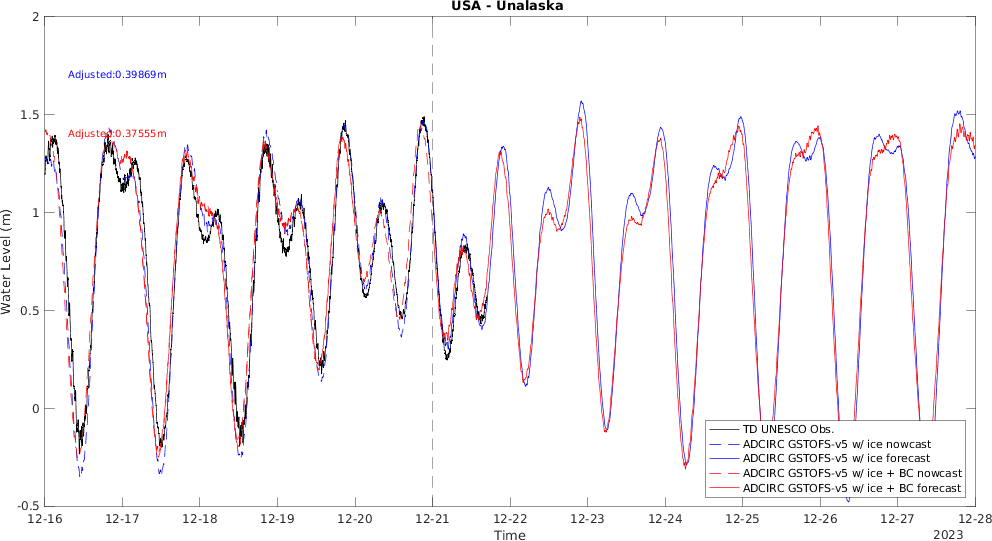 USA - Unalaska
2
Adjusted:0.39869m
1.5
Adjusted:0.37555m
1
Water Level (m)
0.5
0
TD UNESCO Obs.
ADCIRC GSTOFS-v5 w/ ice nowcast
ADCIRC GSTOFS-v5 w/ ice forecast
ADCIRC GSTOFS-v5 w/ ice + BC nowcast
ADCIRC GSTOFS-v5 w/ ice + BC forecast
-0.5
12-16 12-17 12-18 12-19 12-20 12-21 12-22 12-23 12-24 12-25 12-26 12-27 12-28
Time
2023